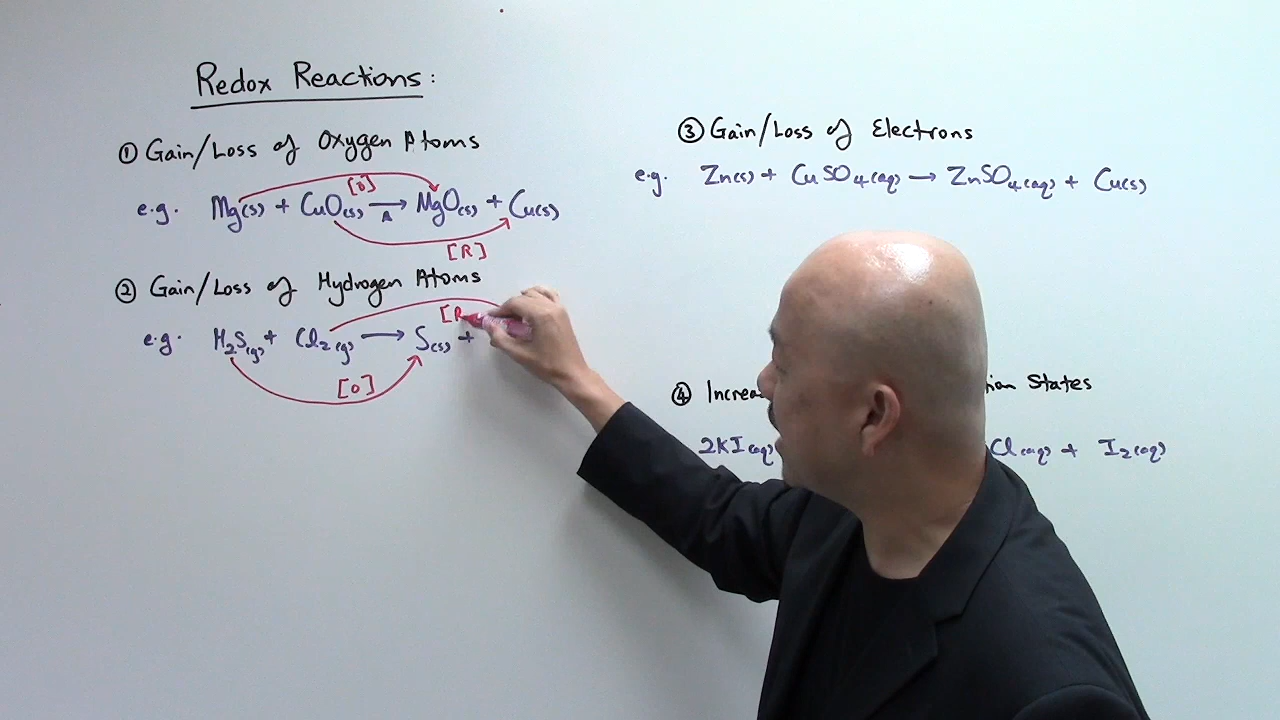 Redox Reactions:
① Gain/Loss of Oxygen Atoms
[O]
e.g. Mg(s) + CuO(s) → MgO(s) + Cu(s)
Δ
[R]
② Gain/Loss of Hydrogen Atoms
[R
e.g. H₂S(g) + Cl₂(g) → S(s) +
[O]
③ Gain/Loss of Electrons
e.g. Zn(s) + CuSO₄(aq) → ZnSO₄(aq) + Cu(s)
④ States
2KI(aq) Cl(aq) + I₂(aq)